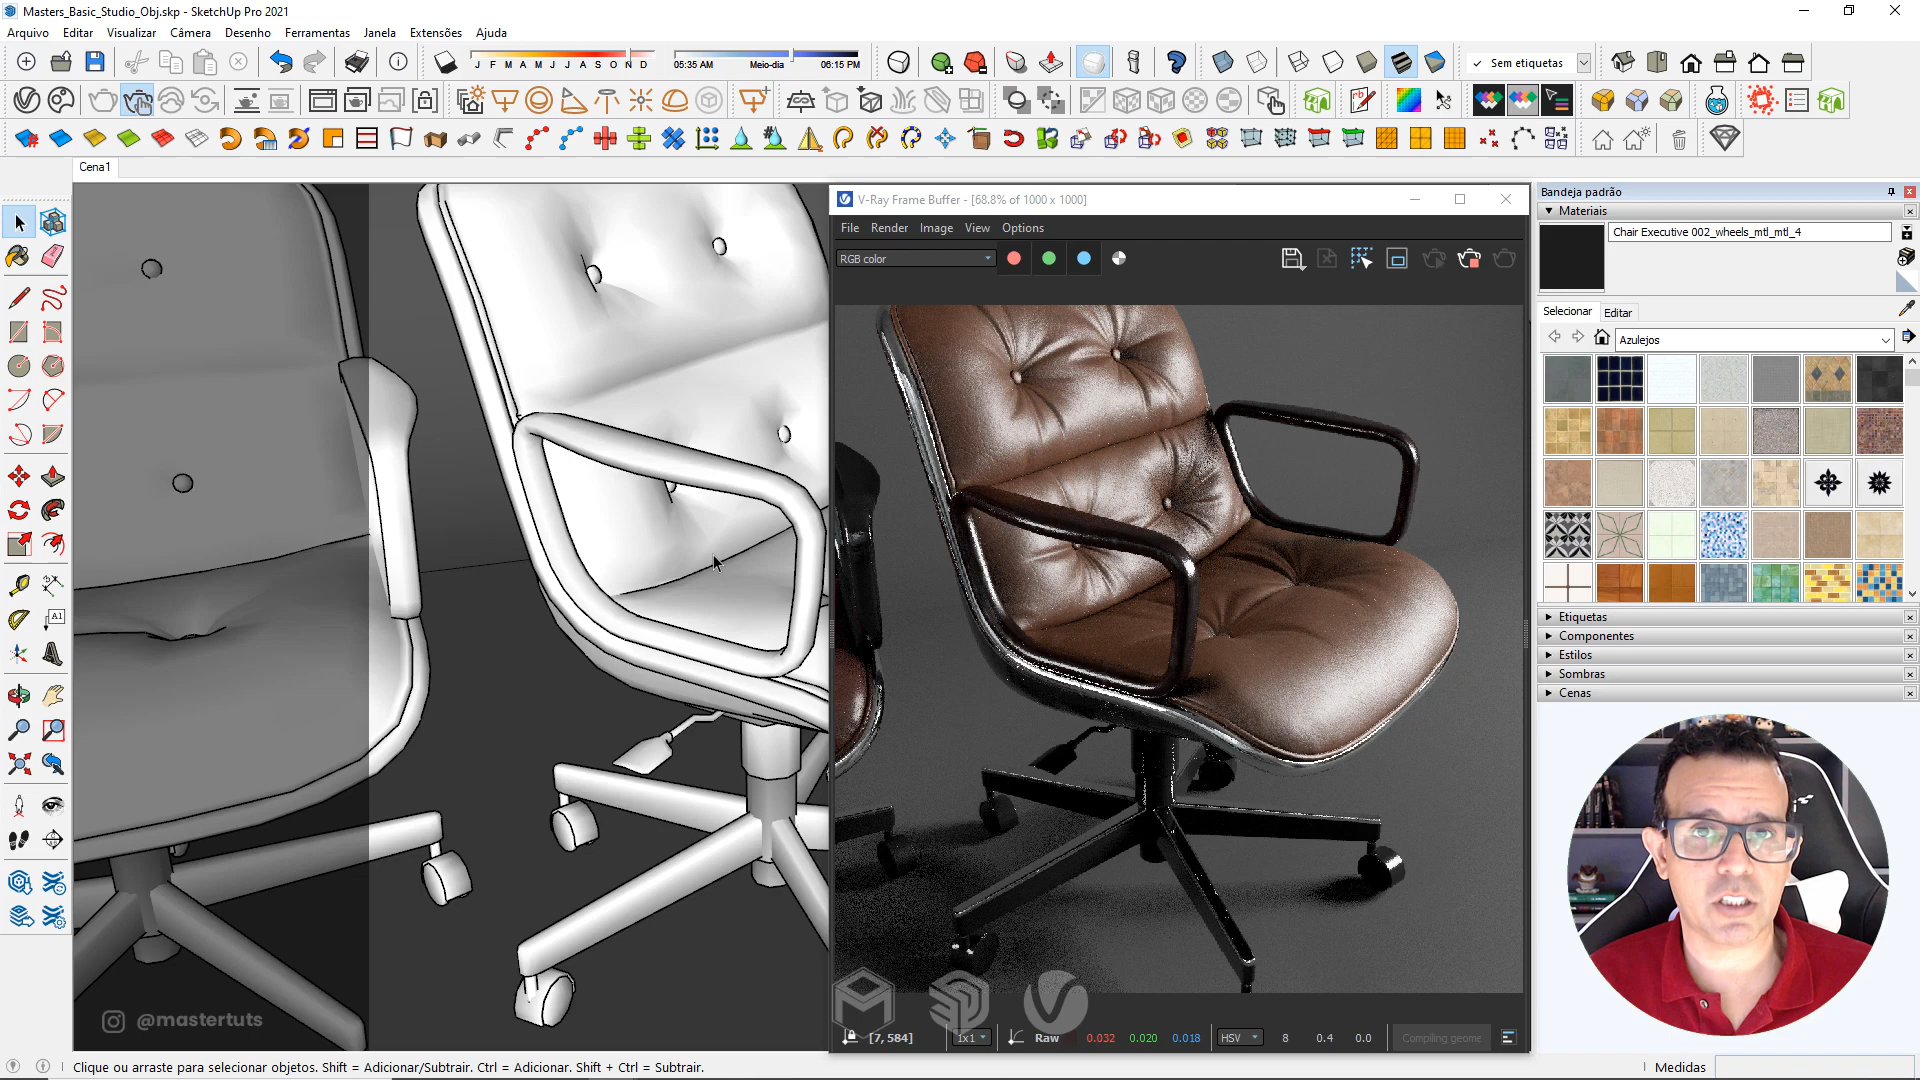 Masters_Basic_Studio_Obj.skp - SketchUp Pro 2021
Arquivo Editar Visualizar Câmera Desenho Ferramentas Janela Extensões Ajuda
J F M A M J J A S O N D
05:35 AM Meio-dia 06:15 PM
Sem etiquetas
Cena1
V-Ray Frame Buffer - [68.8% of 1000 x 1000]
File Render Image View Options
RGB color
Bandeja padrão
Materiais
Chair Executive 002_wheels_mtl_mtl_4
Selecionar Editar
Azulejos
Etiquetas
Componentes
Estilos
Sombras
Cenas
A1
@mastertuts
[7, 584] 1x1 Raw 0.032 0.020 0.018 HSV 8 0.4 0.0 Compiling geome
Clique ou arraste para selecionar objetos. Shift = Adicionar/Subtrair. Ctrl = Adicionar. Shift + Ctrl = Subtrair.
Medidas